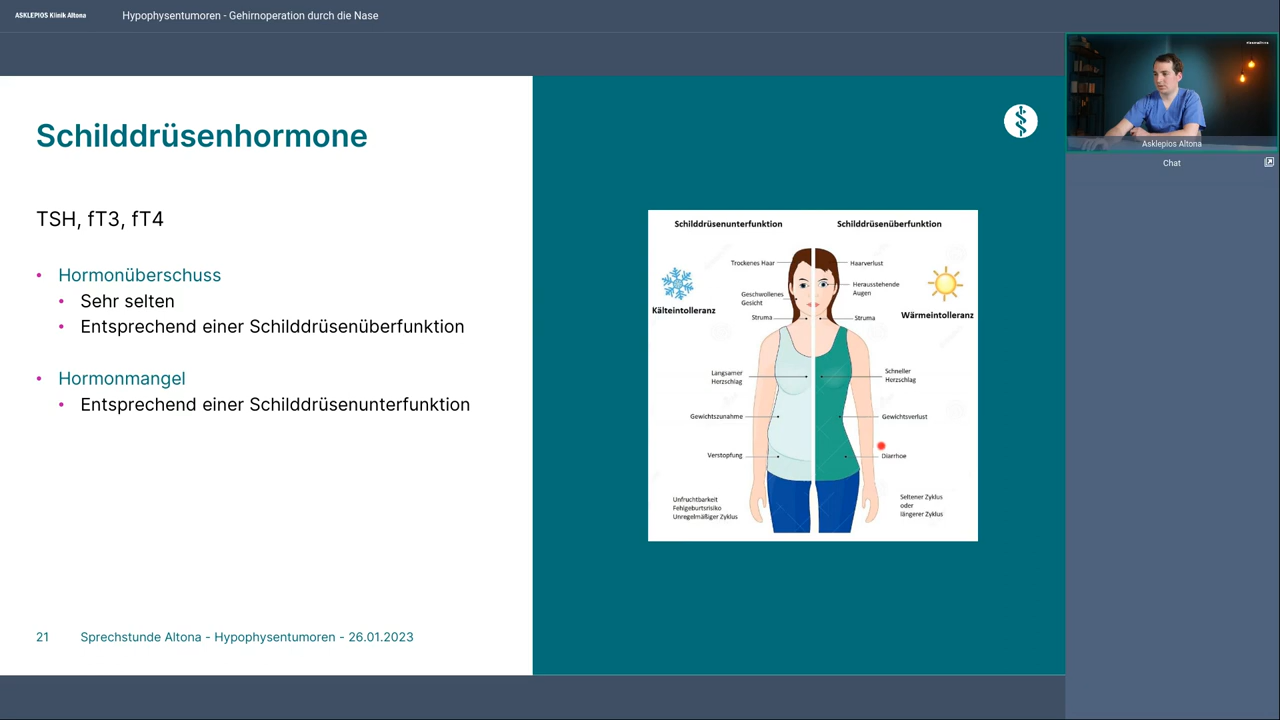 ASKLEPIOS Klinik Altona
Hypophysentumoren - Gehirnoperation durch die Nase
Schilddrüsenhormone
TSH, fT3, fT4
• Hormonüberschuss
• Sehr selten
• Entsprechend einer Schilddrüsenüberfunktion
• Hormonmangel
• Entsprechend einer Schilddrüsenunterfunktion
21 Sprechstunde Altona - Hypophysentumoren - 26.01.2023
Schilddrüsenunterfunktion
Schilddrüsenüberfunktion
Trockenes Haar
Haarverlust
Geschwollenes
Gesicht
Herausstehende
Augen
Kälteintolleranz
Wärmeintolleranz
Struma
Struma
Langsamer
Herzschlag
Schneller
Herzschlag
Gewichtszunahme
Gewichtsverlust
Verstopfung
Diarrhoe
Unfruchtbarkeit
Fehlgeburtsrisiko
Unregelmäßiger Zyklus
Seltener Zyklus
oder
längerer Zyklus
Asklepios Altona
Chat